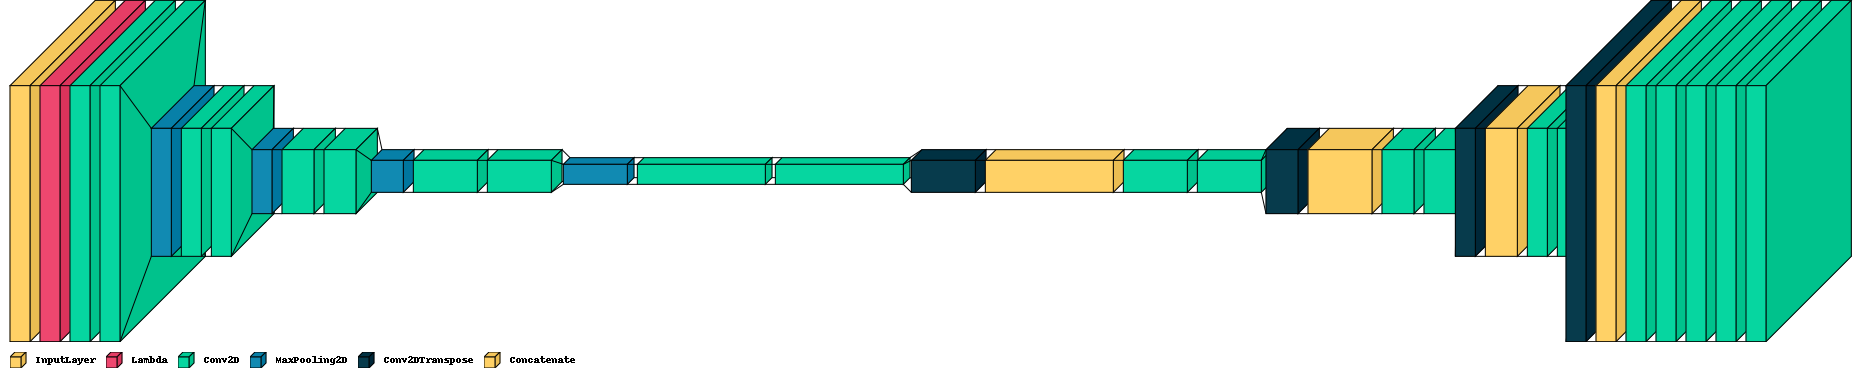 InputLayer Lambda Conv2D MaxPooling2D Conv2DTranspose Concatenate